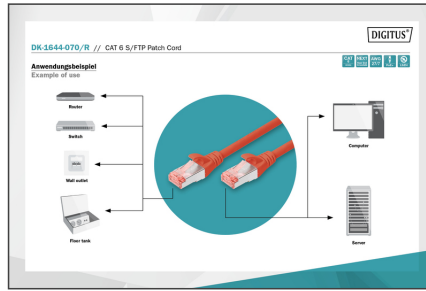 DIGITUS®
DK-1644-070/R // CAT 6 S/FTP Patch Cord
Anwendungsbeispiel
Example of use
Router
Switch
Wall outlet
Floor tank
Computer
Server